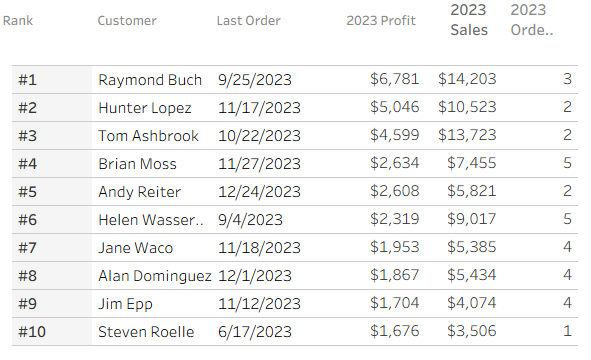 Rank Customer Last Order 2023 Profit 2023 Sales 2023 Orde..
#1 Raymond Buch 9/25/2023 $6,781 $14,203 3
#2 Hunter Lopez 11/17/2023 $5,046 $10,523 2
#3 Tom Ashbrook 10/22/2023 $4,599 $13,723 2
#4 Brian Moss 11/27/2023 $2,634 $7,455 5
#5 Andy Reiter 12/24/2023 $2,608 $5,821 2
#6 Helen Wasser.. 9/4/2023 $2,319 $9,017 5
#7 Jane Waco 11/18/2023 $1,953 $5,385 4
#8 Alan Dominguez 12/1/2023 $1,867 $5,434 4
#9 Jim Epp 11/12/2023 $1,704 $4,074 4
#10 Steven Roelle 6/17/2023 $1,676 $3,506 1